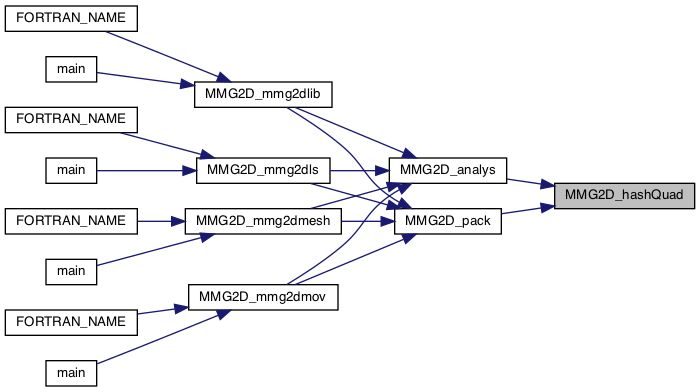 FORTRAN_NAME
main
MMG2D_mmg2dlib
FORTRAN_NAME
main
MMG2D_mmg2dls
MMG2D_analys
MMG2D_hashQuad
FORTRAN_NAME
MMG2D_mmg2dmesh
MMG2D_pack
main
MMG2D_mmg2dmov
FORTRAN_NAME
main